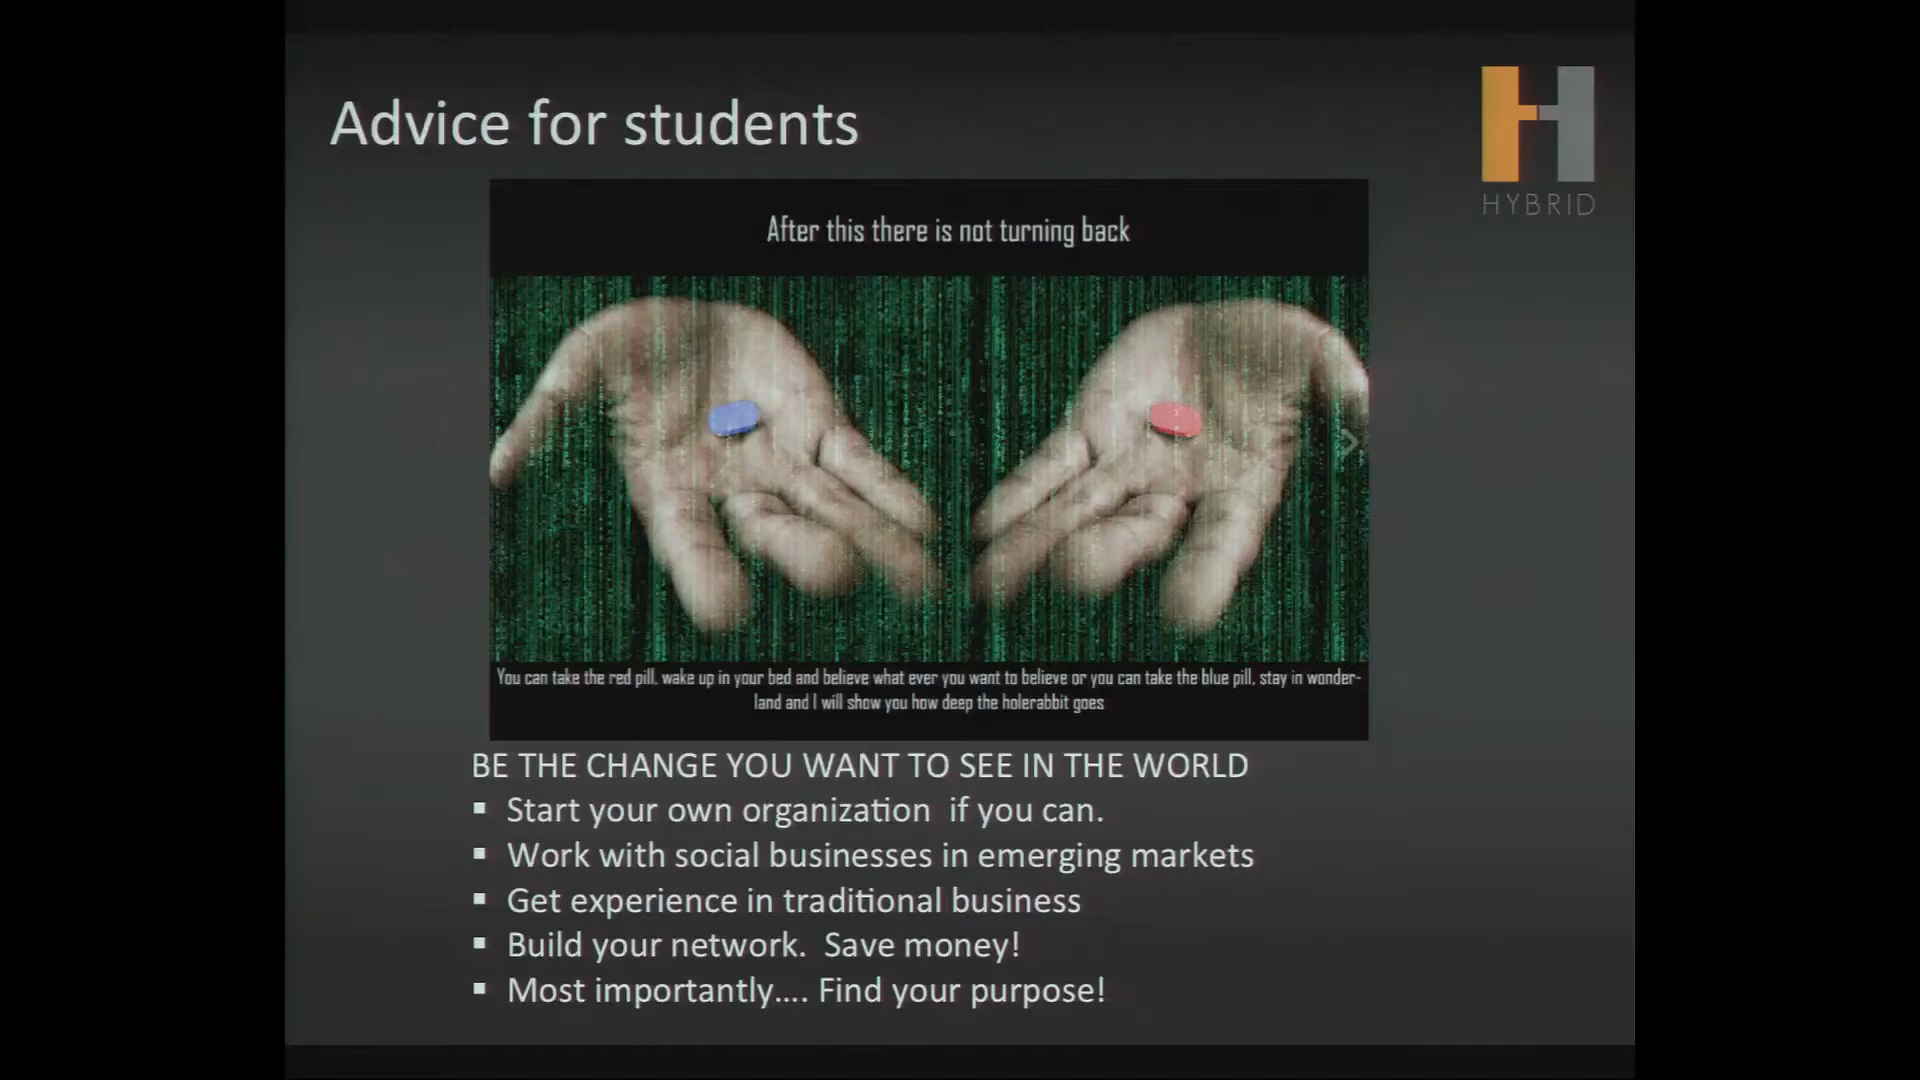 Advice for students
HYBRID
After this there is not turning back
You can take the red pill, wake up in your bed and believe what ever you want to believe or you can take the blue pill, stay in wonder-
land and I will show you how deep the holerabbit goes
BE THE CHANGE YOU WANT TO SEE IN THE WORLD
▪ Start your own organization  if you can.
▪ Work with social businesses in emerging markets
▪ Get experience in traditional business
▪ Build your network.  Save money!
▪ Most importantly.... Find your purpose!